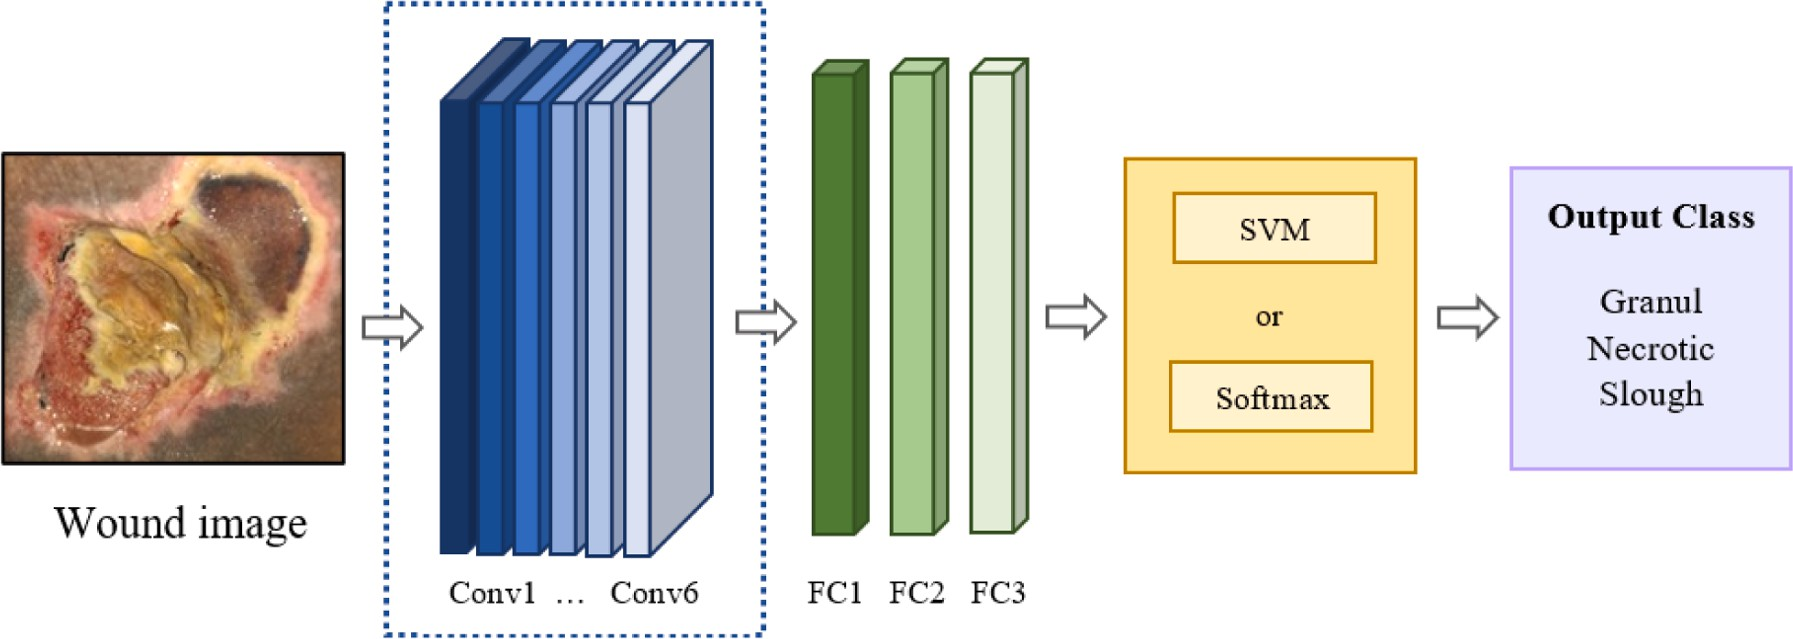 Wound image
Conv1 ... Conv6
FC1 FC2 FC3
SVM
or
Softmax
Output Class
Granul
Necrotic
Slough